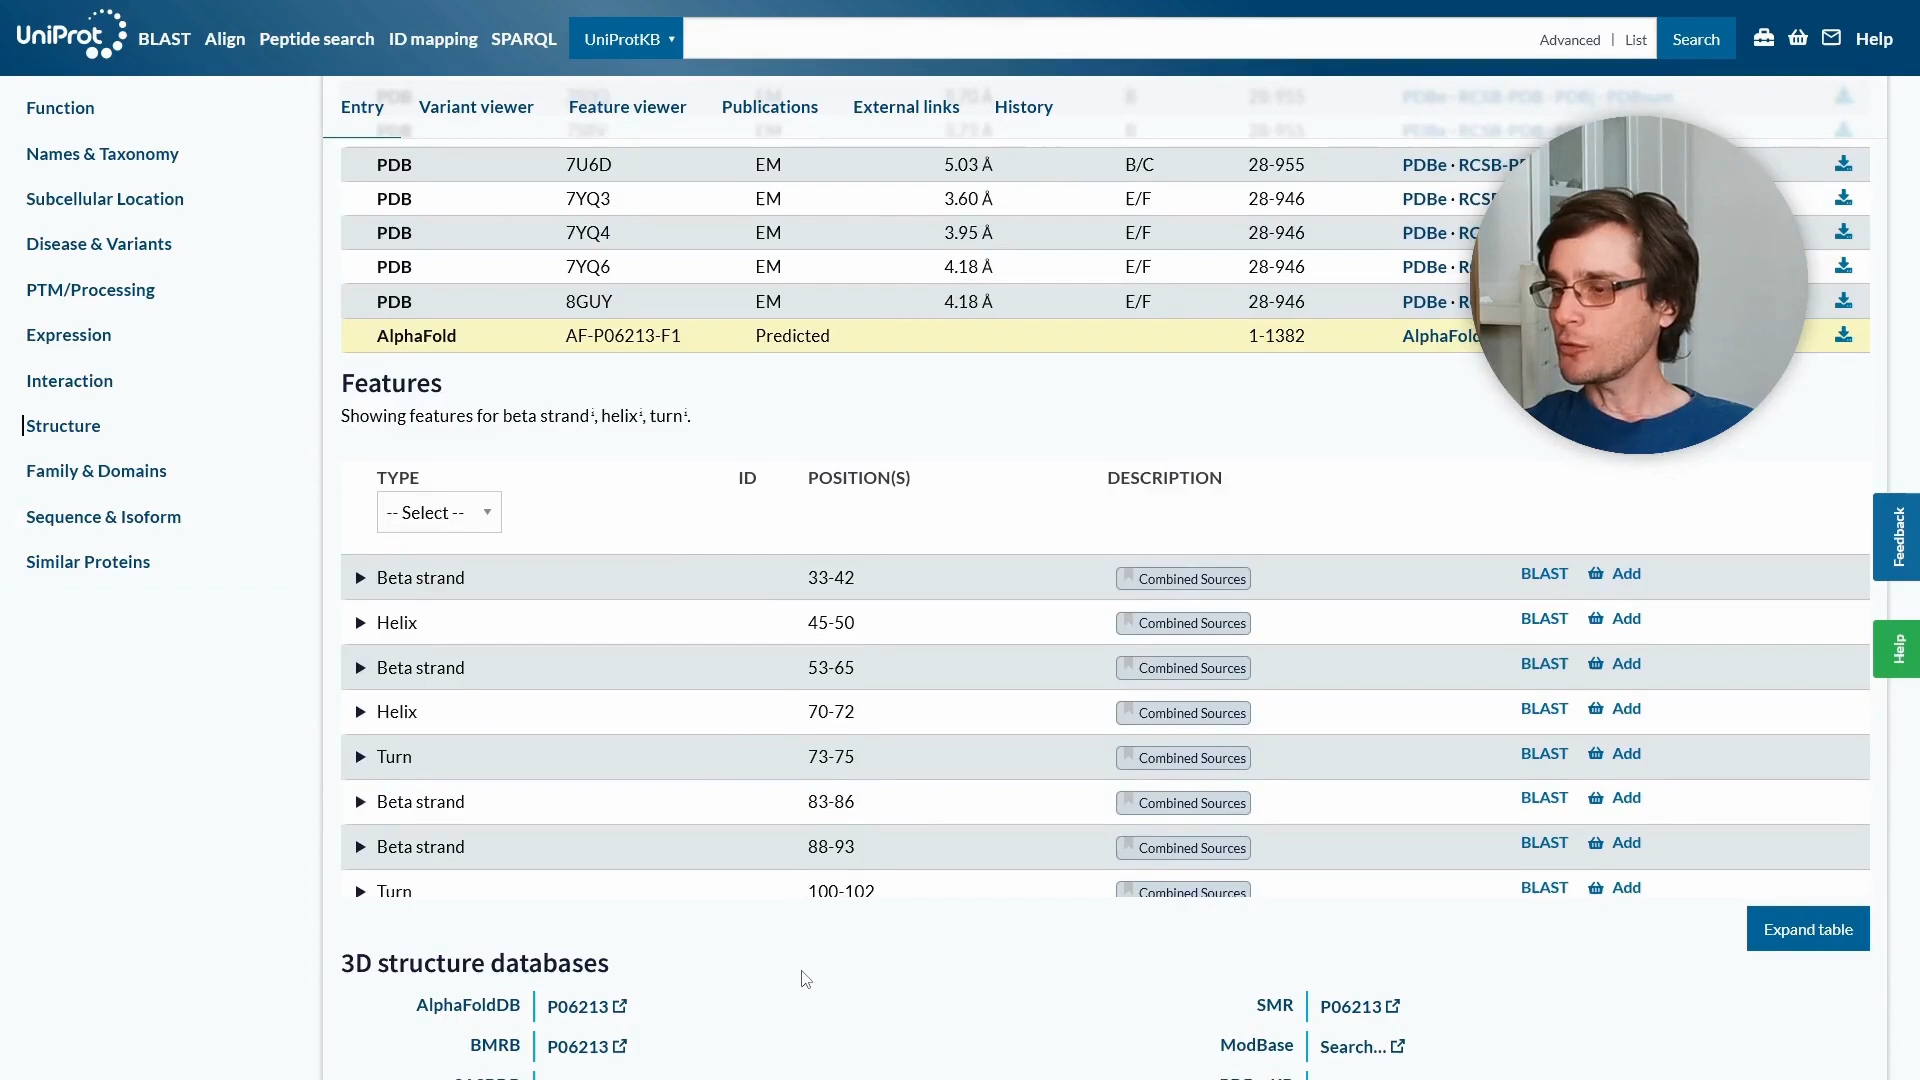 UniProt BLAST Align Peptide search ID mapping SPARQL UniProtKB Advanced | List Search Help
Function
Names & Taxonomy
Subcellular Location
Disease & Variants
PTM/Processing
Expression
Interaction
Structure
Family & Domains
Sequence & Isoform
Similar Proteins
Entry Variant viewer Feature viewer Publications External links History
PDB 7U6D EM 5.03 Å B/C 28-955 PDBe ·
PDB 7YQ3 EM 3.60 Å E/F 28-946 PDBe ·
PDB 7YQ4 EM 3.95 Å E/F 28-946 PDBe ·
PDB 7YQ6 EM 4.18 Å E/F 28-946 PDBe ·
PDB 8GUY EM 4.18 Å E/F 28-946 PDBe ·
AlphaFold AF-P06213-F1 Predicted 1-1382 AlphaFold
Features
Showing features for beta strandⁱ, helixⁱ, turnⁱ.
TYPE ID POSITION(S) DESCRIPTION
-- Select --
Beta strand 33-42 Combined Sources BLAST Add
Helix 45-50 Combined Sources BLAST Add
Beta strand 53-65 Combined Sources BLAST Add
Helix 70-72 Combined Sources BLAST Add
Turn 73-75 Combined Sources BLAST Add
Beta strand 83-86 Combined Sources BLAST Add
Beta strand 88-93 Combined Sources BLAST Add
Turn 100-102 Combined Sources BLAST Add
Expand table
3D structure databases
AlphaFoldDB P06213 SMR P06213
BMRB P06213 ModBase Search...
Feedback
Help